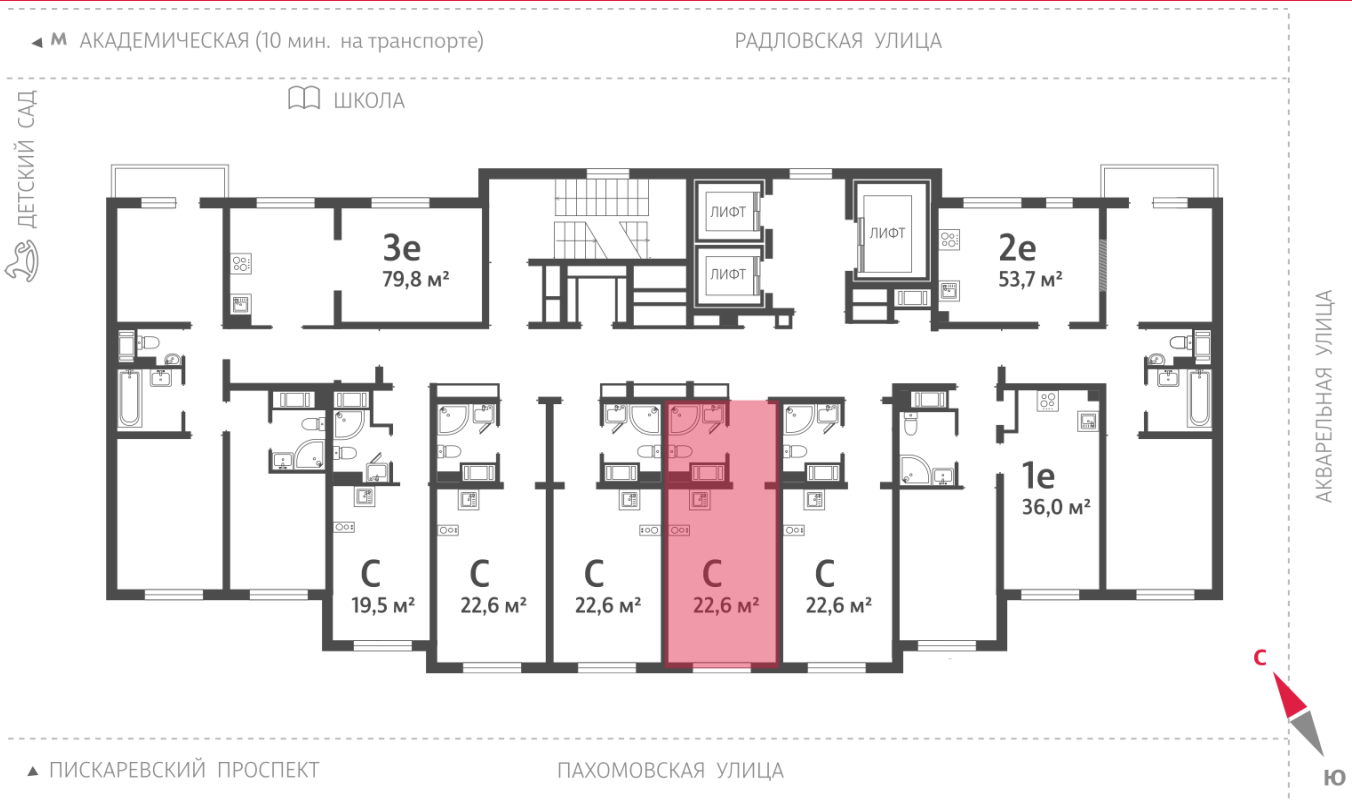 М АКАДЕМИЧЕСКАЯ (10 мин. на транспорте)
РАДЛОВСКАЯ УЛИЦА
ШКОЛА
ДЕТСКИЙ САД
ЛИФТ
ЛИФТ
ЛИФТ
3е
79,8 м²
2е
53,7 м²
АКВАРЕЛЬНАЯ УЛИЦА
1е
36,0 м²
С
19,5 м²
С
22,6 м²
С
22,6 м²
С
22,6 м²
С
22,6 м²
С
Ю
ПИСКАРЕВСКИЙ ПРОСПЕКТ
ПАХОМОВСКАЯ УЛИЦА